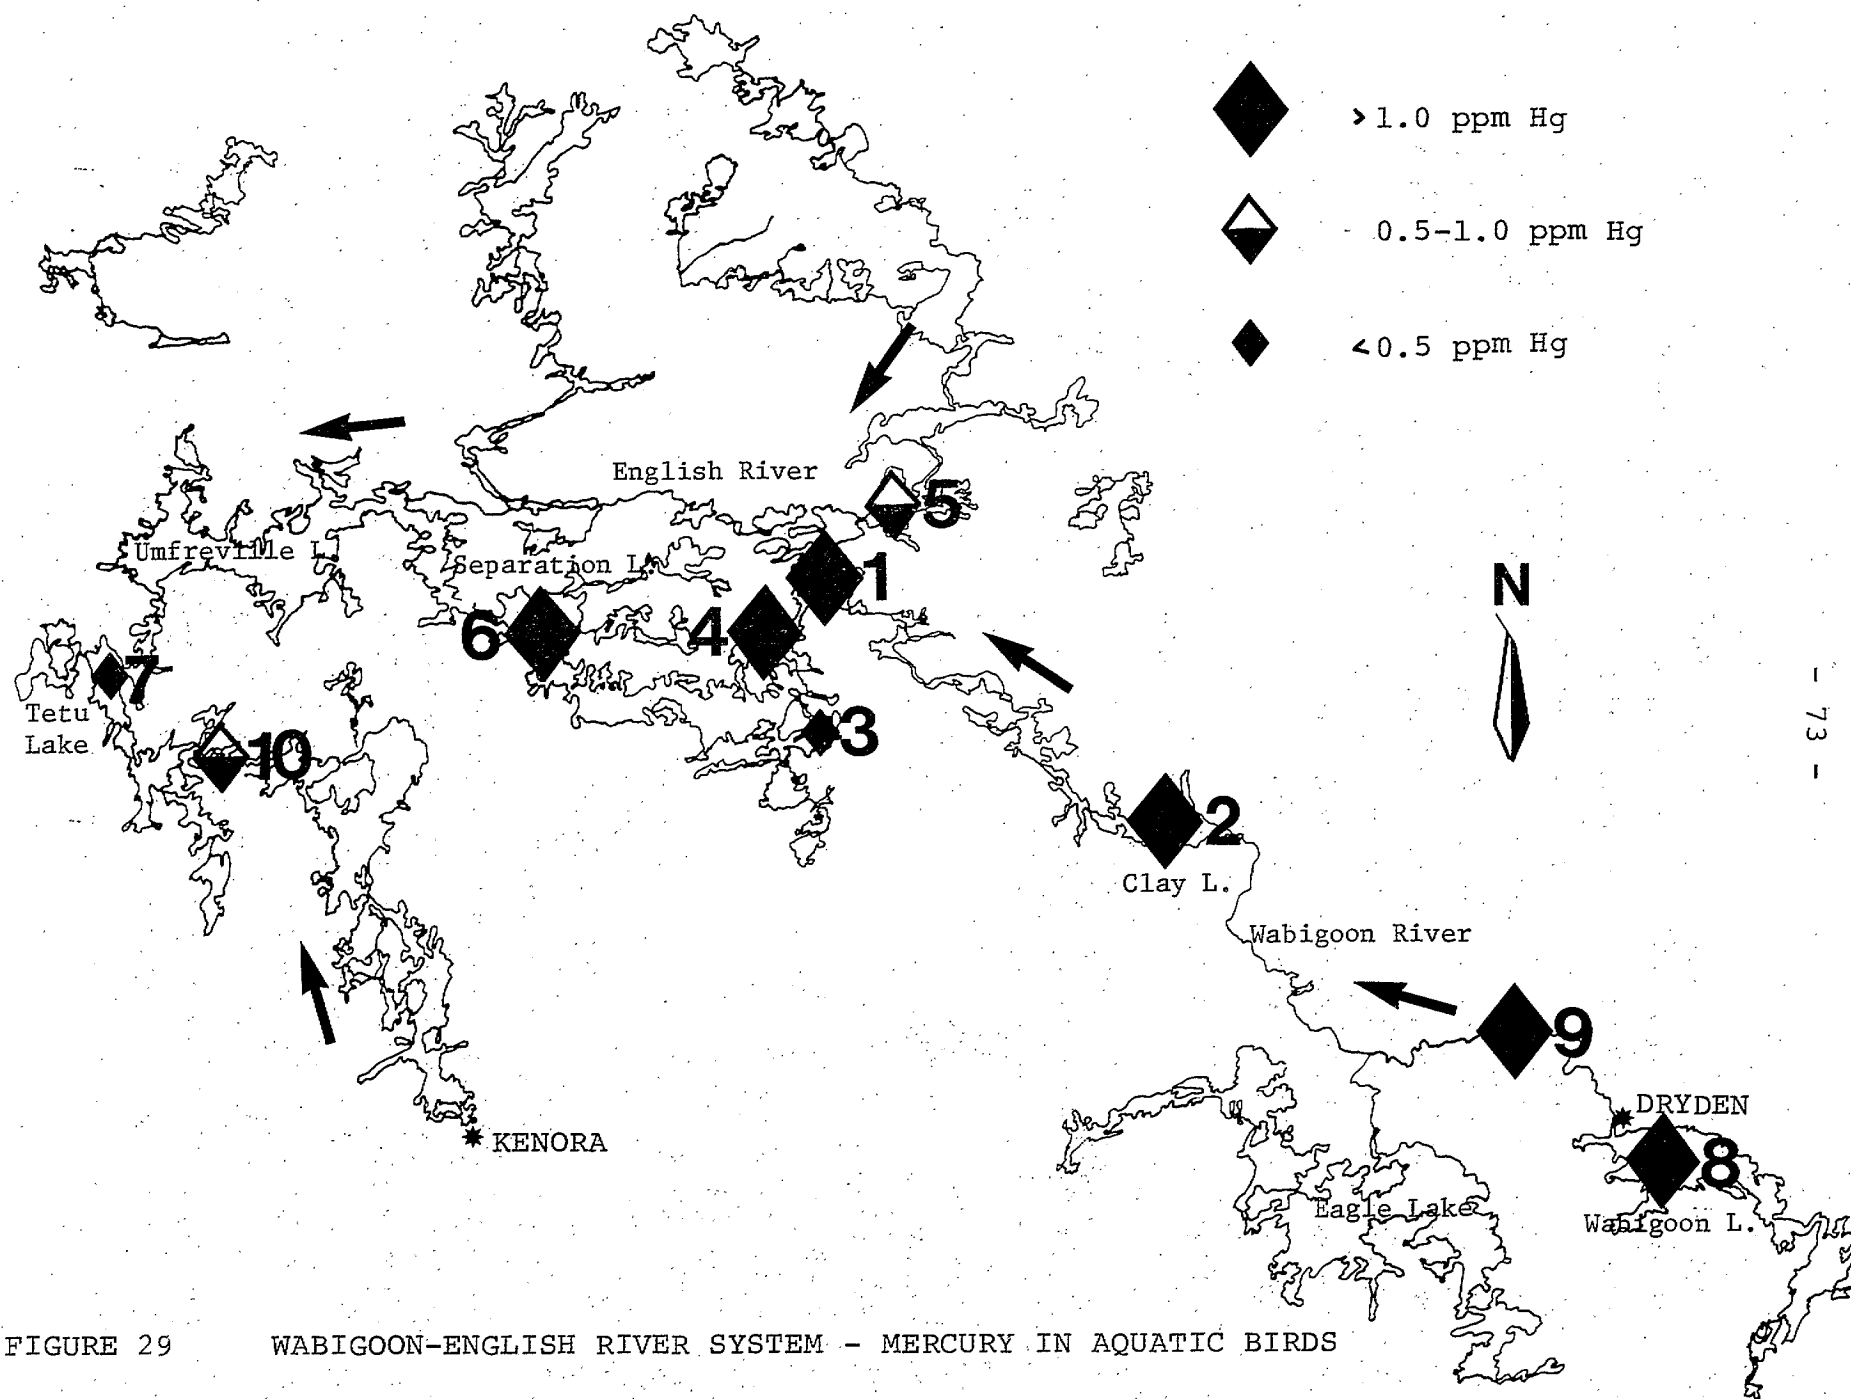 >1.0 ppm Hg
0.5-1.0 ppm Hg
<0.5 ppm Hg
English River
5
Umfreville L.
Separation L.
1
N
6
4
7
- 73 -
Tetu
Lake
3
10
2
Clay L.
Wabigoon River
9
DRYDEN
KENORA
8
Eagle Lake
Wabigoon L.
FIGURE 29 WABIGOON-ENGLISH RIVER SYSTEM - MERCURY IN AQUATIC BIRDS